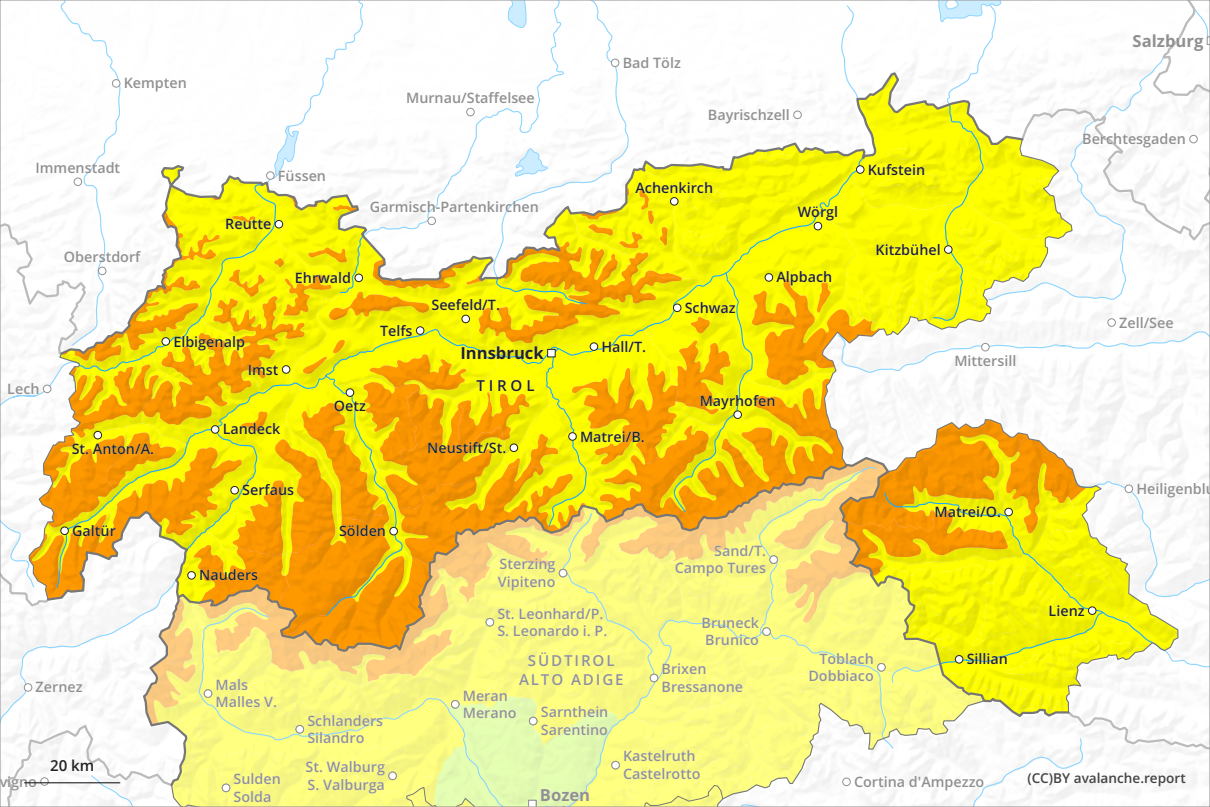 Salzburg
Kempten
Bad Tölz
Murnau/Staffelsee
Bayrischzell
Berchtesgaden
Immenstadt
Füssen
Kufstein
Achenkirch
Garmisch-Partenkirchen
Wörgl
Reutte
Kitzbühel
Oberstdorf
Ehrwald
Alpbach
Seefeld/T.
Schwaz
Zell/See
Telfs
Elbigenalp
Innsbruck
Hall/T.
Mittersill
Imst
TIROL
Lech
Oetz
Mayrhofen
Landeck
Matrei/B.
St. Anton/A.
Neustift/St.
Serfaus
Heiligenblu
Matrei/O.
Galtür
Sölden
Sterzing
Vipiteno
Sand/T.
Campo Tures
Nauders
St. Leonhard/P.
S. Leonardo i. P.
Bruneck
Brunico
Lienz
SÜDTIROL
ALTO ADIGE
Toblach
Dobbiaco
Sillian
Brixen
Bressanone
Zernez
Mals
Malles V.
Meran
Merano
Sarnthein
Sarentino
Schlanders
Silandro
Kastelruth
Castelrotto
20 km
St. Walburg
S. Valburga
vigno
Sulden
Solda
Cortina d'Ampezzo
(CC)BY avalanche.report
Bozen